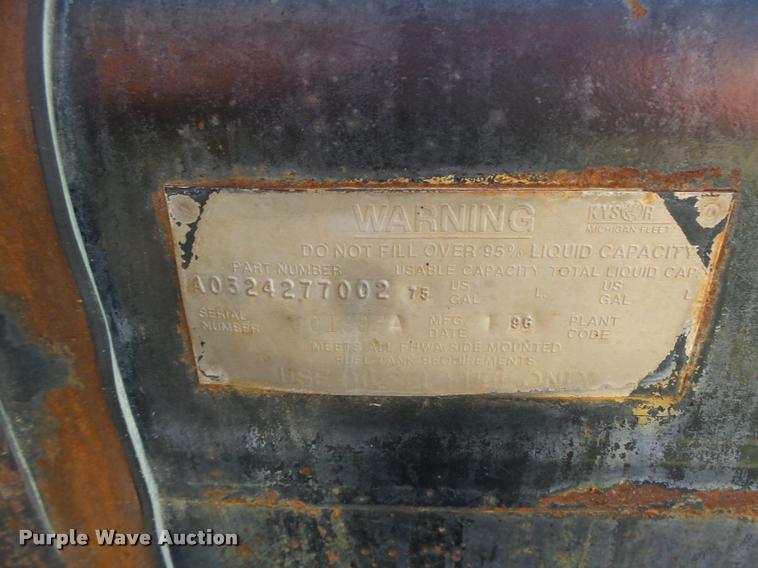 WARNING
KYSOR
MICHIGAN FLEET
DO NOT FILL OVER 95% LIQUID CAPACITY
PART NUMBER USABLE CAPACITY TOTAL LIQUID CAP.
A0324277002 75 US GAL L. US GAL L
SERIAL NUMBER MFG DATE 96 PLANT CODE
MEETS ALL FHWA SIDE MOUNTED
FUEL TANK REQUIREMENTS
USE ONLY
Purple Wave Auction